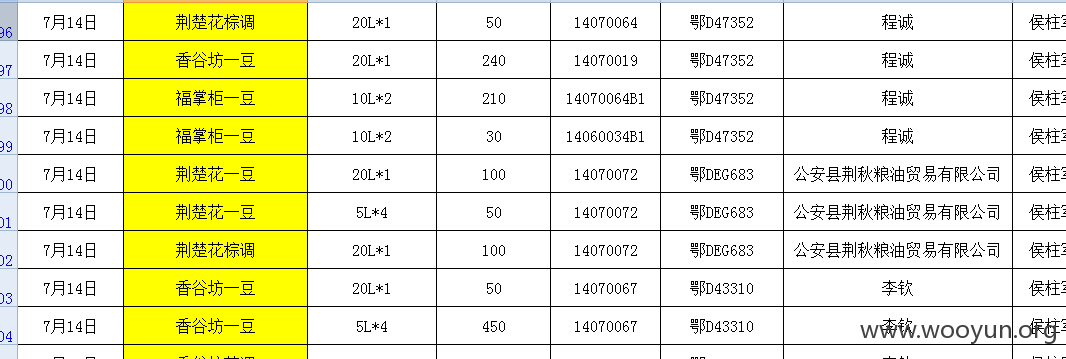 96 7月14日 荆楚花棕调 20L*1 50 14070064 鄂D47352 程诚 侯柱军
97 7月14日 香谷坊一豆 20L*1 240 14070019 鄂D47352 程诚 侯柱军
98 7月14日 福掌柜一豆 10L*2 210 14070064B1 鄂D47352 程诚 侯柱军
99 7月14日 福掌柜一豆 10L*2 30 14060034B1 鄂D47352 程诚 侯柱军
00 7月14日 荆楚花一豆 20L*1 100 14070072 鄂DEG683 公安县荆秋粮油贸易有限公司 侯柱军
01 7月14日 荆楚花一豆 5L*4 50 14070072 鄂DEG683 公安县荆秋粮油贸易有限公司 侯柱军
02 7月14日 荆楚花棕调 20L*1 100 14070072 鄂DEG683 公安县荆秋粮油贸易有限公司 侯柱军
03 7月14日 香谷坊一豆 20L*1 50 14070067 鄂D43310 李钦 侯柱军
04 7月14日 香谷坊一豆 5L*4 450 14070067 鄂D43310 李钦 侯柱军
www.wooyun.org